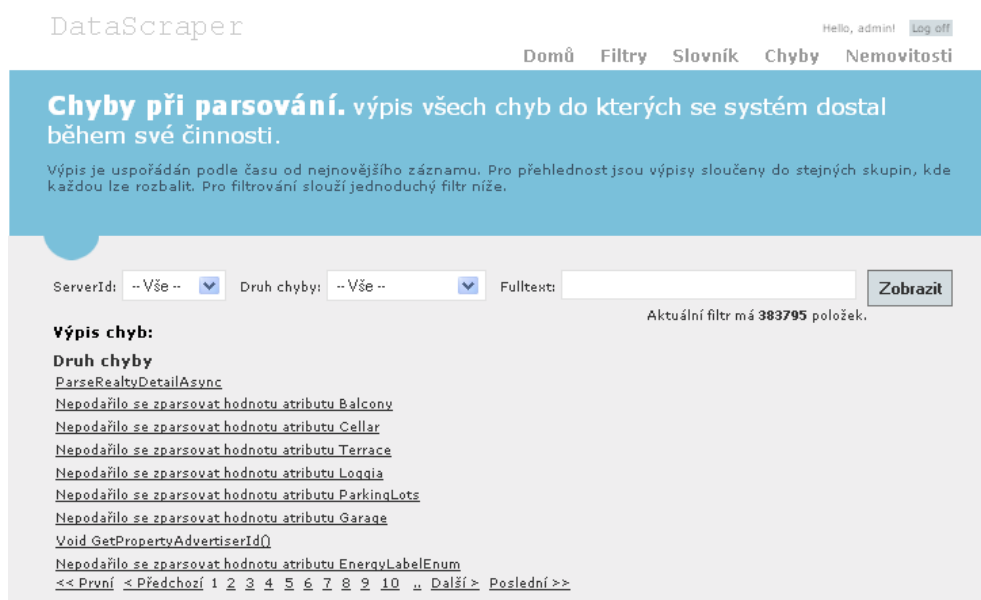 DataScraper
Hello, admin! Log off
Domů Filtry Slovník Chyby Nemovitosti
Chyby při parsování. výpis všech chyb do kterých se systém dostal
během své činnosti.
Výpis je uspořádán podle času od nejnovějšího záznamu. Pro přehlednost jsou výpisy sloučeny do stejných skupin, kde
každou lze rozbalit. Pro filtrování slouží jednoduchý filtr níže.
ServerId: -- Vše -- Druh chyby: -- Vše -- Fulltext: Zobrazit
Aktuální filtr má 383795 položek.
Výpis chyb:
Druh chyby
ParseRealtyDetailAsync
Nepodařilo se zparsovat hodnotu atributu Balcony
Nepodařilo se zparsovat hodnotu atributu Cellar
Nepodařilo se zparsovat hodnotu atributu Terrace
Nepodařilo se zparsovat hodnotu atributu Loggia
Nepodařilo se zparsovat hodnotu atributu ParkingLots
Nepodařilo se zparsovat hodnotu atributu Garage
Void GetPropertyAdvertiserId()
Nepodařilo se zparsovat hodnotu atributu EnergyLabelEnum
<< První < Předchozí 1 2 3 4 5 6 7 8 9 10 .. Další > Poslední >>